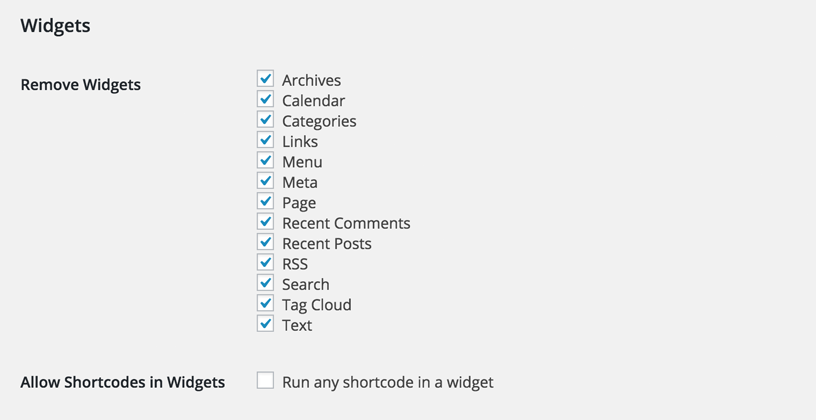 Widgets
Remove Widgets
Archives
Calendar
Categories
Links
Menu
Meta
Page
Recent Comments
Recent Posts
RSS
Search
Tag Cloud
Text
Allow Shortcodes in Widgets
Run any shortcode in a widget